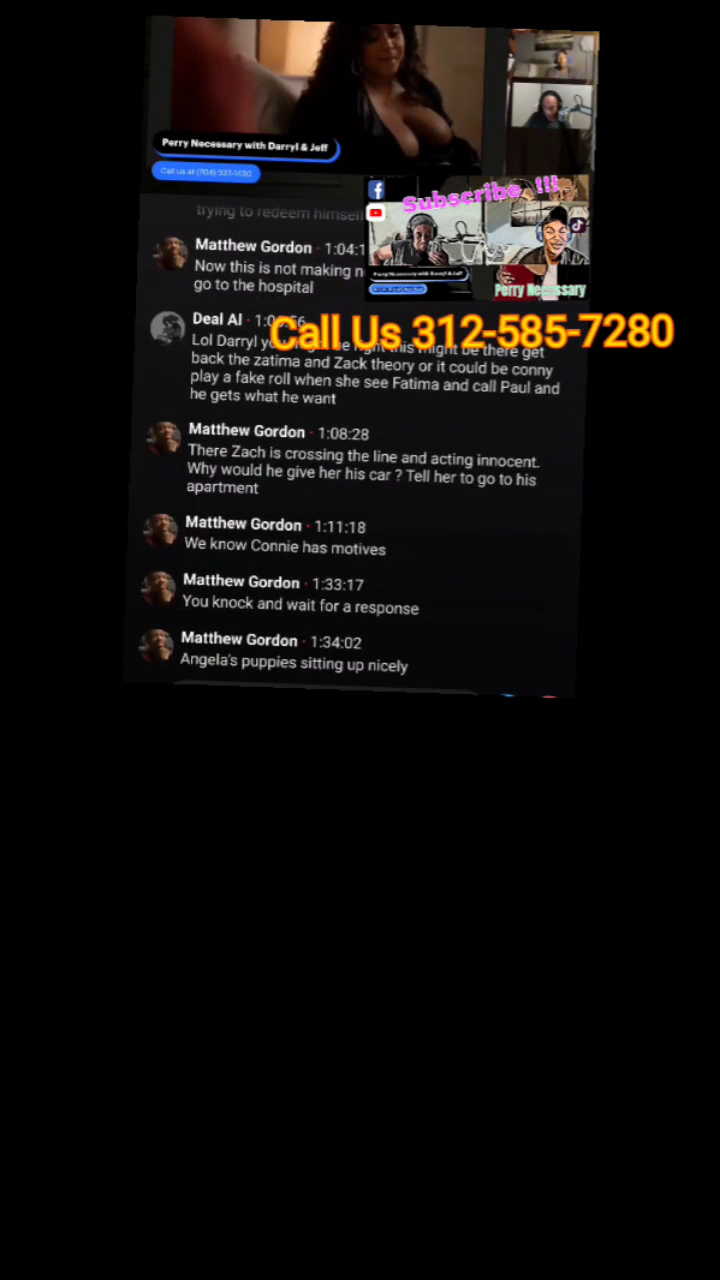 Perry Necessary with Darryl & Jeff
Call us at (704)
Subscribe !!!
Perry Necessary with Darryl & Jeff
Perry Necessary
trying to redeem himself
Matthew Gordon · 1:04:1
Now this is not making
go to the hospital
Call Us 312-585-7280
Deal Al
Lol Darryl this might be there get
back the zatima and Zack theory or it could be conny
play a fake roll when she see Fatima and call Paul and
he gets what he want
Matthew Gordon · 1:08:28
There Zach is crossing the line and acting innocent.
Why would he give her his car ? Tell her to go to his
apartment
Matthew Gordon · 1:11:18
We know Connie has motives
Matthew Gordon · 1:33:17
You knock and wait for a response
Matthew Gordon · 1:34:02
Angela's puppies sitting up nicely